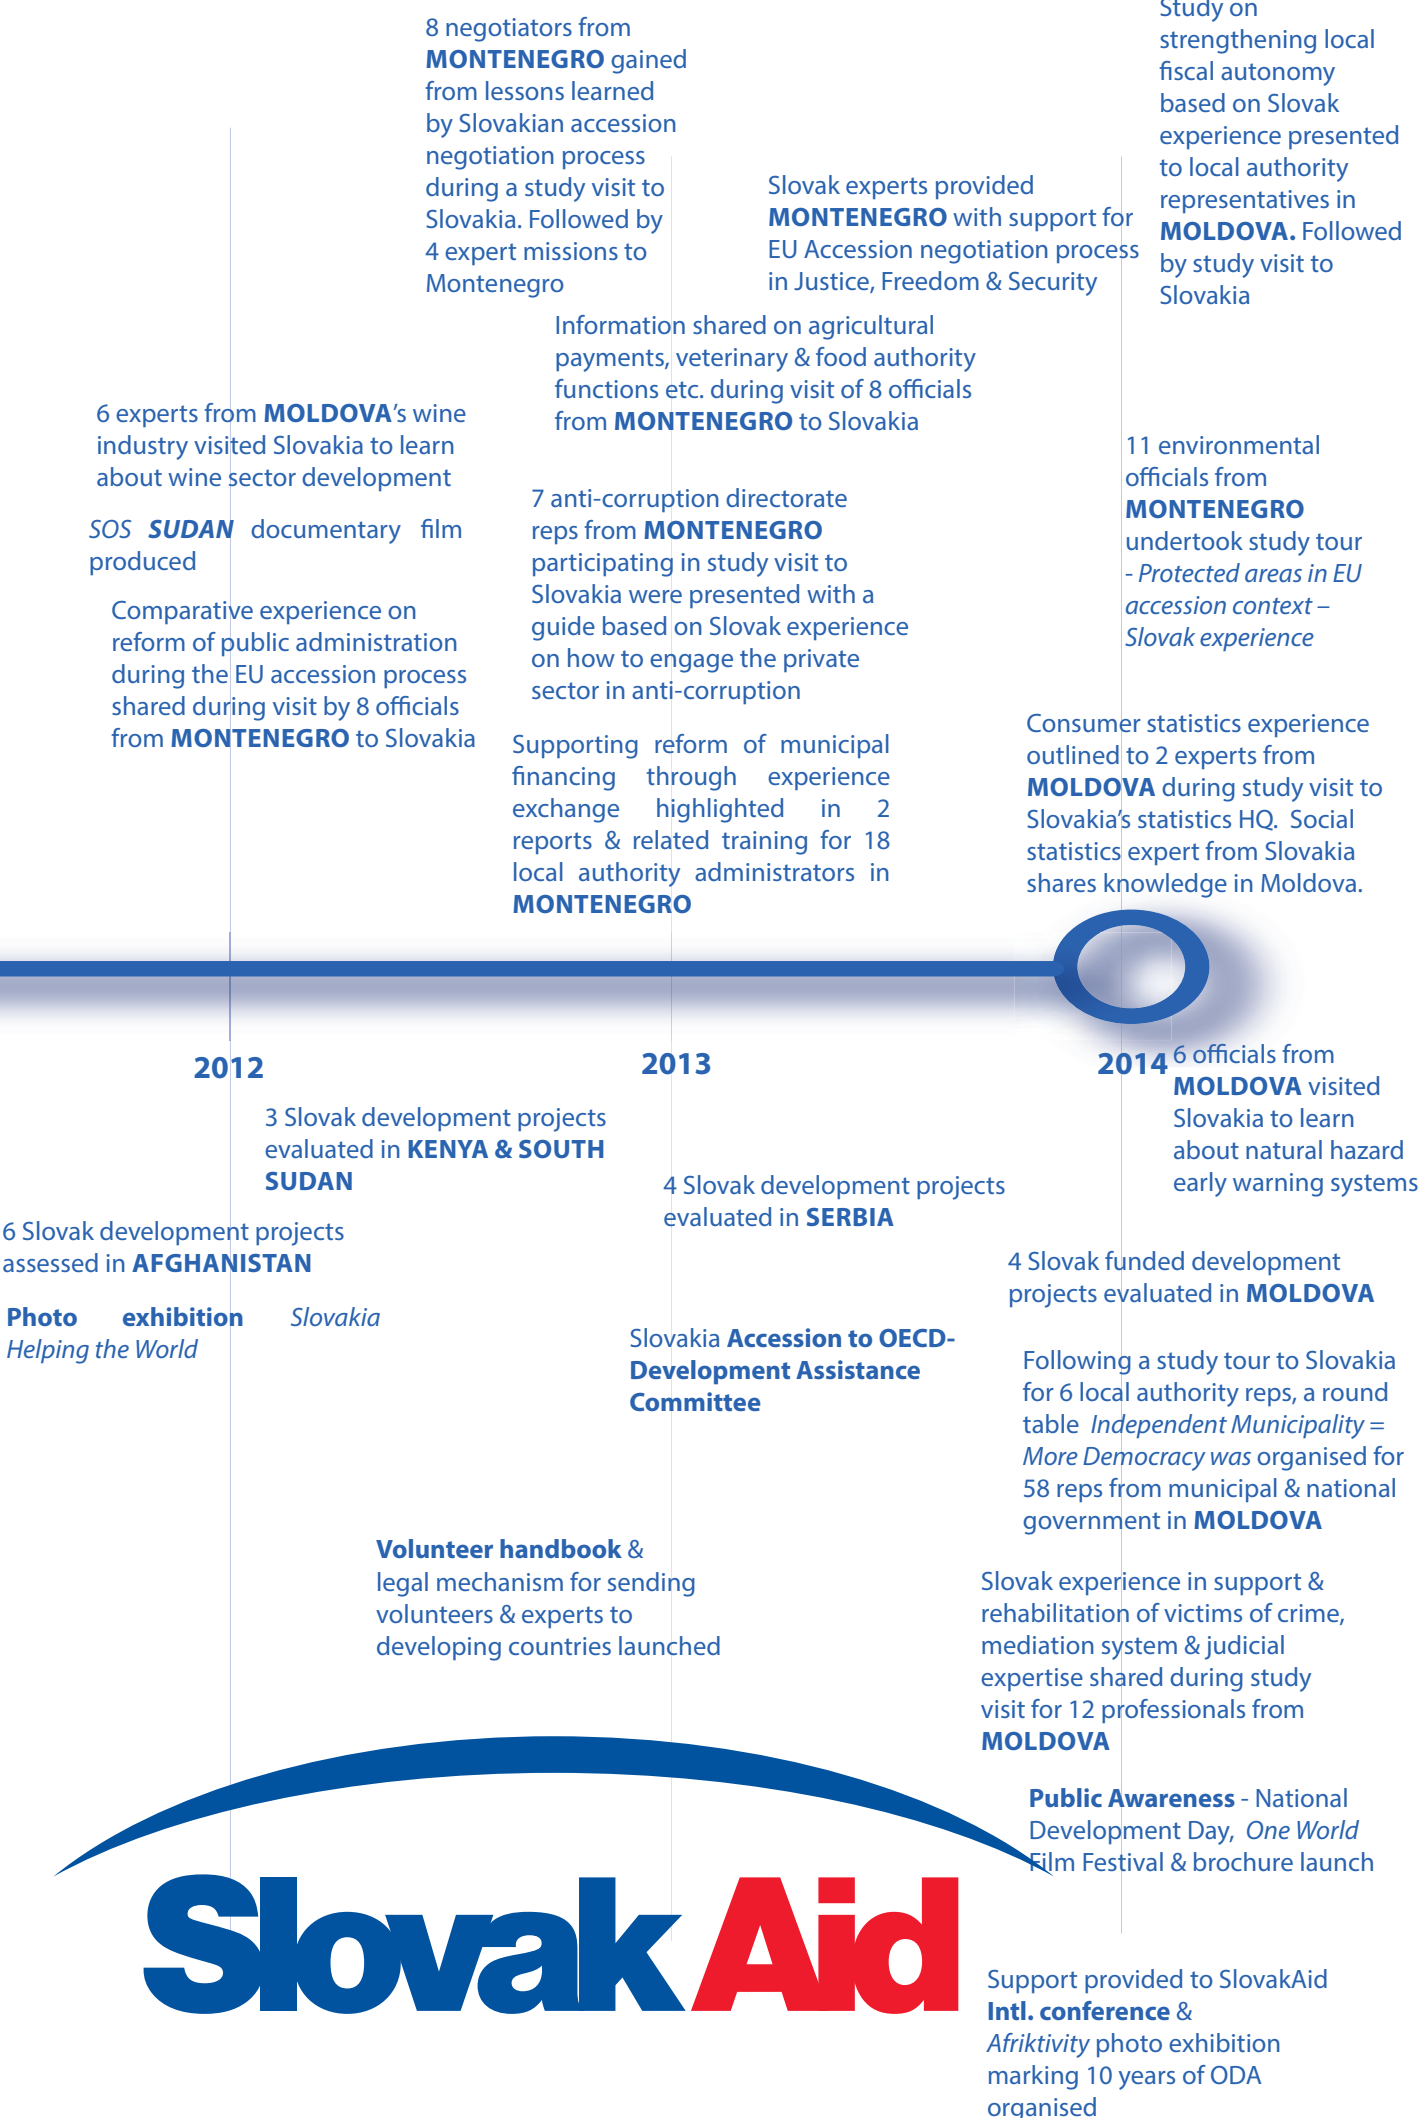 8 negotiators from
MONTENEGRO gained
from lessons learned
by Slovakian accession
negotiation process
during a study visit to
Slovakia. Followed by
4 expert missions to
Montenegro
Study on
strengthening local
fiscal autonomy
based on Slovak
experience presented
to local authority
representatives in
MOLDOVA. Followed
by study visit to
Slovakia
Slovak experts provided
MONTENEGRO with support for
EU Accession negotiation process
in Justice, Freedom & Security
Information shared on agricultural
payments, veterinary & food authority
functions etc. during visit of 8 officials
from MONTENEGRO to Slovakia
6 experts from MOLDOVA's wine
industry visited Slovakia to learn
about wine sector development
SOS SUDAN documentary film
produced
Comparative experience on
reform of public administration
during the EU accession process
shared during visit by 8 officials
from MONTENEGRO to Slovakia
7 anti-corruption directorate
reps from MONTENEGRO
participating in study visit to
Slovakia were presented with a
guide based on Slovak experience
on how to engage the private
sector in anti-corruption
Supporting reform of municipal
financing through experience
exchange highlighted in 2
reports & related training for 18
local authority administrators in
MONTENEGRO
11 environmental
officials from
MONTENEGRO
undertook study tour
- Protected areas in EU
accession context –
Slovak experience
Consumer statistics experience
outlined to 2 experts from
MOLDOVA during study visit to
Slovakia's statistics HQ. Social
statistics expert from Slovakia
shares knowledge in Moldova.
2012
2013
2014
6 officials from
MOLDOVA visited
Slovakia to learn
about natural hazard
early warning systems
3 Slovak development projects
evaluated in KENYA & SOUTH
SUDAN
4 Slovak development projects
evaluated in SERBIA
6 Slovak development projects
assessed in AFGHANISTAN
4 Slovak funded development
projects evaluated in MOLDOVA
Photo exhibition Slovakia
Helping the World
Slovakia Accession to OECD-
Development Assistance
Committee
Following a study tour to Slovakia
for 6 local authority reps, a round
table Independent Municipality =
More Democracy was organised for
58 reps from municipal & national
government in MOLDOVA
Volunteer handbook &
legal mechanism for sending
volunteers & experts to
developing countries launched
Slovak experience in support &
rehabilitation of victims of crime,
mediation system & judicial
expertise shared during study
visit for 12 professionals from
MOLDOVA
Public Awareness - National
Development Day, One World
Film Festival & brochure launch
SlovakAid
Support provided to SlovakAid
Intl. conference &
Afriktivity photo exhibition
marking 10 years of ODA
organised